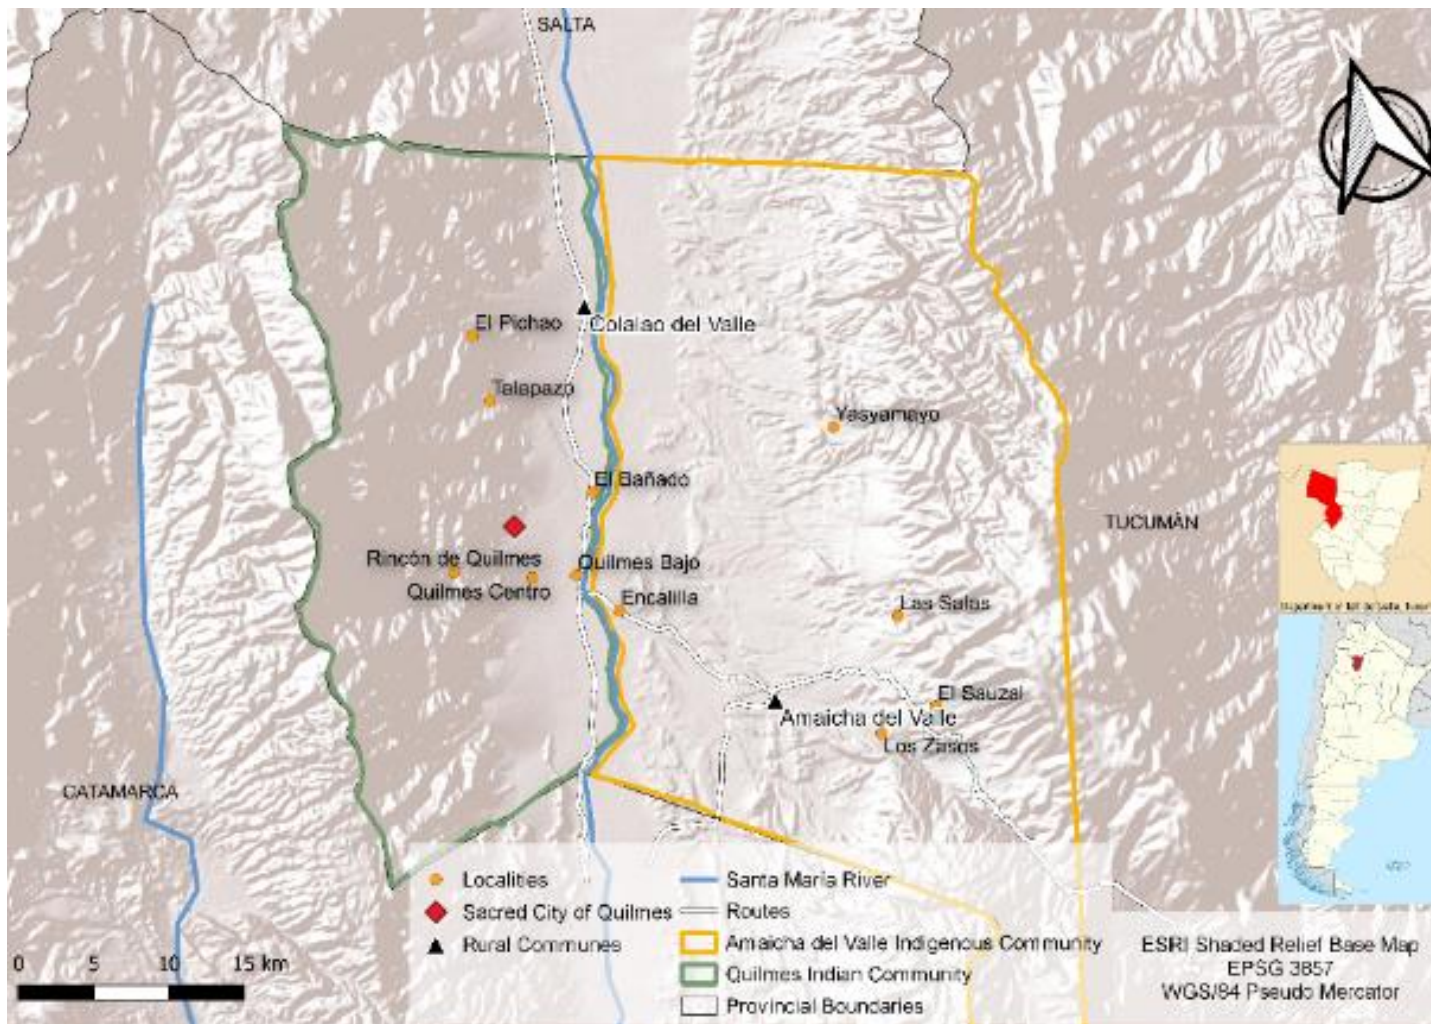 SALTA
N
El Pichao
Colalao del Valle
Talapazo
Yasyamayo
El Bañado
TUCUMÁN
Rincón de Quilmes
Quilmes Bajo
Quilmes Centro
Encalilla
Las Salas
El Sauzal
Amaicha del Valle
Los Zasos
CATAMARCA
Localities
Sacred City of Quilmes
Rural Communes
Santa María River
Routes
Amaicha del Valle Indigenous Community
Quilmes Indian Community
Provincial Boundaries
0 5 10 15 km
ESRI Shaded Relief Base Map
EPSG 3857
WGS/84 Pseudo Mercator